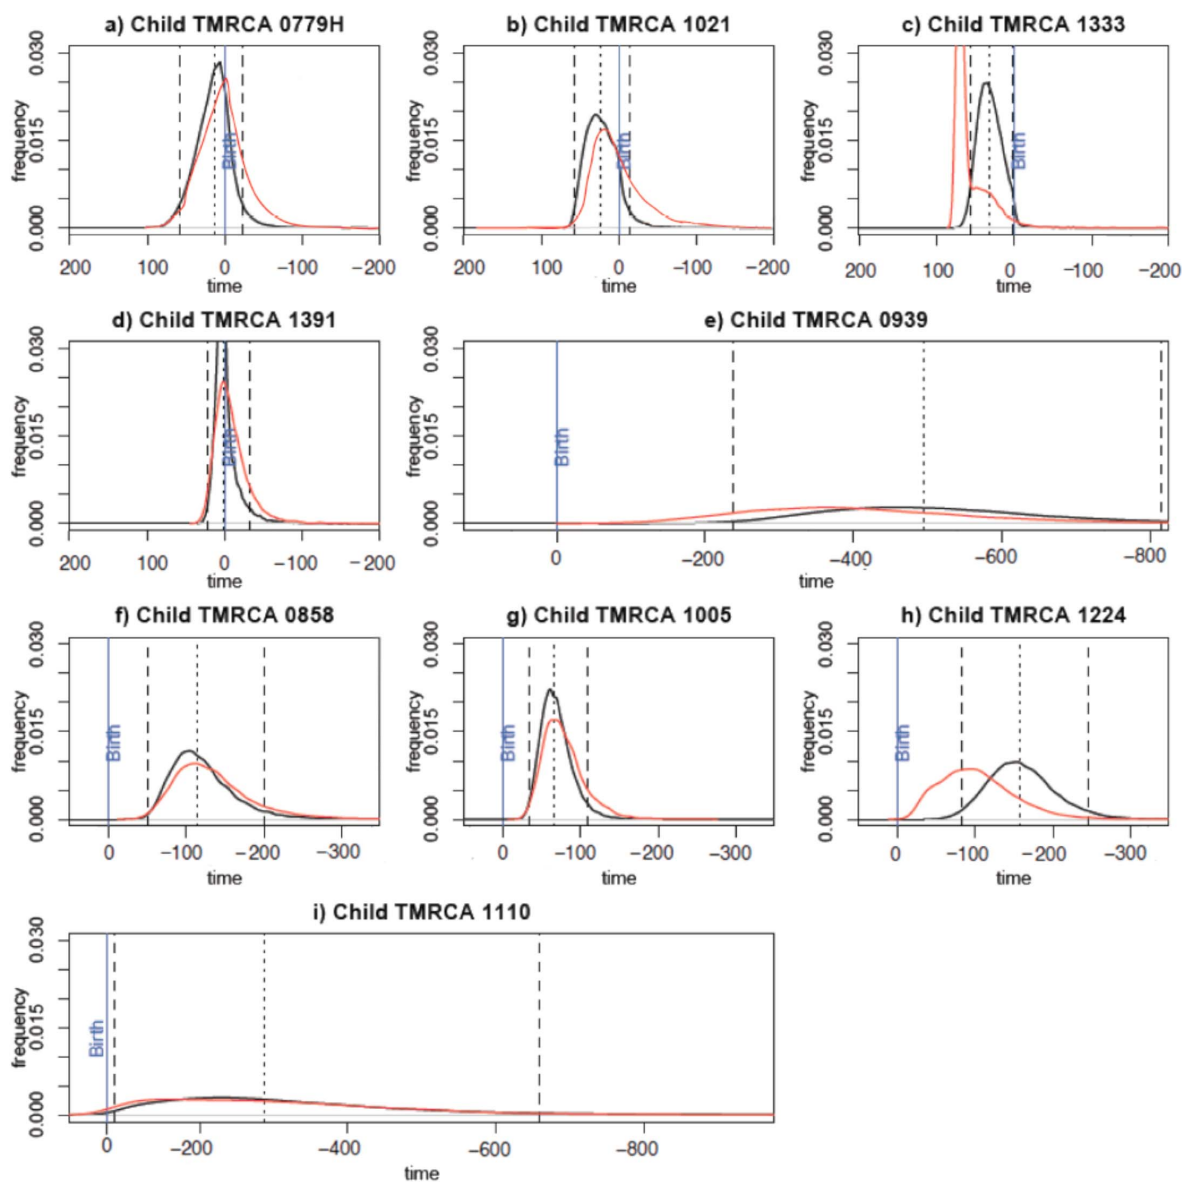 a) Child TMRCA 0779H
b) Child TMRCA 1021
c) Child TMRCA 1333
frequency
0.000 0.015 0.030
Birth
200 100 0 −100 −200
time
frequency
0.000 0.015 0.030
Birth
200 100 0 −100 −200
time
frequency
0.000 0.015 0.030
Birth
200 100 0 −100 −200
time
d) Child TMRCA 1391
e) Child TMRCA 0939
frequency
0.000 0.015 0.030
Birth
200 100 0 −100 −200
time
frequency
0.000 0.015 0.030
Birth
0 −200 −400 −600 −800
time
f) Child TMRCA 0858
g) Child TMRCA 1005
h) Child TMRCA 1224
frequency
0.000 0.015 0.030
Birth
0 −100 −200 −300
time
frequency
0.000 0.015 0.030
Birth
0 −100 −200 −300
time
frequency
0.000 0.015 0.030
Birth
0 −100 −200 −300
time
i) Child TMRCA 1110
frequency
0.000 0.015 0.030
Birth
0 −200 −400 −600 −800
time